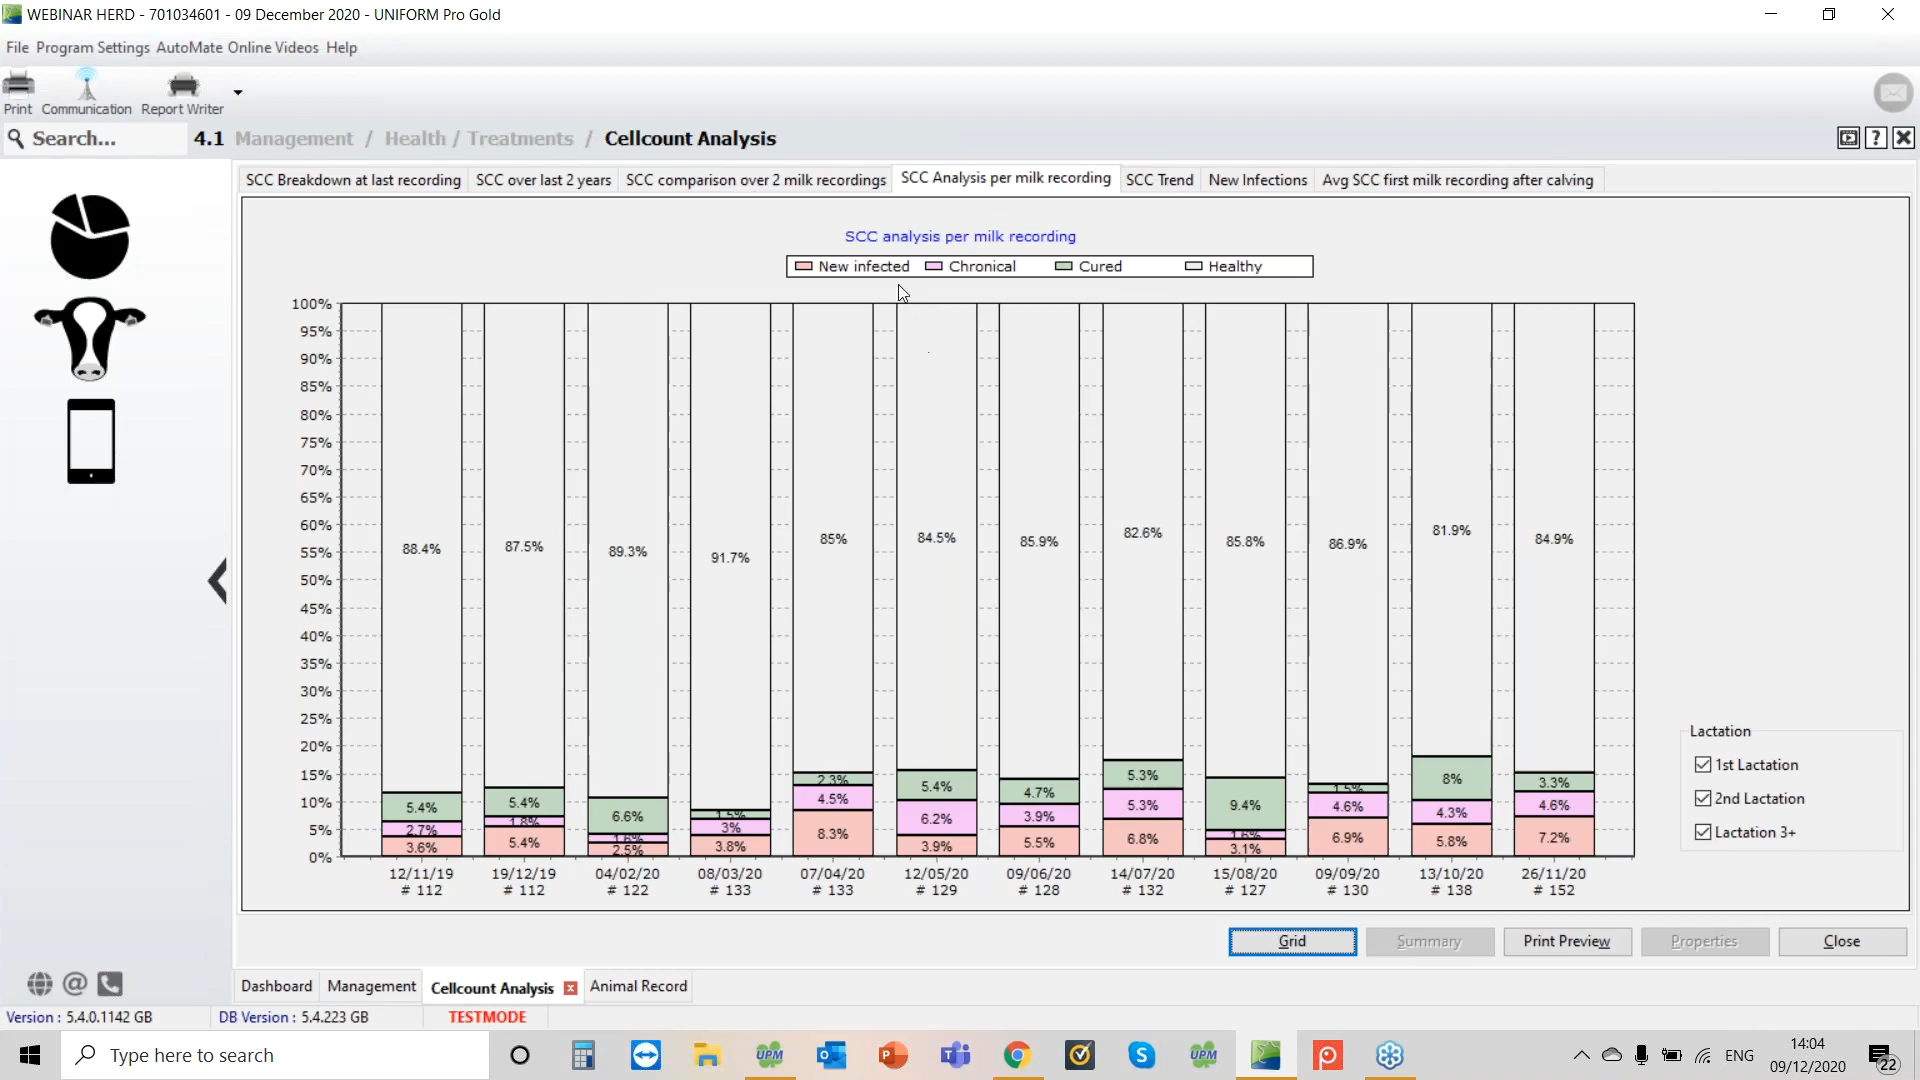 WEBINAR HERD - 701034601 - 09 December 2020 - UNIFORM Pro Gold
File Program Settings AutoMate Online Videos Help
Print Communication Report Writer
Search... 4.1 Management / Health / Treatments / Cellcount Analysis
SCC Breakdown at last recording SCC over last 2 years SCC comparison over 2 milk recordings SCC Analysis per milk recording SCC Trend New Infections Avg SCC first milk recording after calving
SCC analysis per milk recording
New infected Chronical Cured Healthy
100%
95%
90%
85%
80%
75%
70%
65%
60%
55%
50%
45%
40%
35%
30%
25%
20%
15%
10%
5%
0%
88.4% 87.5% 89.3% 91.7% 85% 84.5% 85.9% 82.6% 85.8% 86.9% 81.9% 84.9%
5.4% 5.4% 6.6% 1.5% 2.3% 5.4% 4.7% 5.3% 9.4% 1.5% 8% 3.3%
2.7% 1.8% 1.6% 3% 4.5% 6.2% 3.9% 5.3% 1.6% 4.6% 4.3% 4.6%
3.6% 5.4% 2.5% 3.8% 8.3% 3.9% 5.5% 6.8% 3.1% 6.9% 5.8% 7.2%
12/11/19 19/12/19 04/02/20 08/03/20 07/04/20 12/05/20 09/06/20 14/07/20 15/08/20 09/09/20 13/10/20 26/11/20
# 112 # 112 # 122 # 133 # 133 # 129 # 128 # 132 # 127 # 130 # 138 # 152
Lactation
1st Lactation
2nd Lactation
Lactation 3+
Grid Summary Print Preview Properties Close
Dashboard Management Cellcount Analysis Animal Record
Version : 5.4.0.1142 GB DB Version : 5.4.223 GB TESTMODE
Type here to search
UPM UPM
ENG
14:04
09/12/2020
22